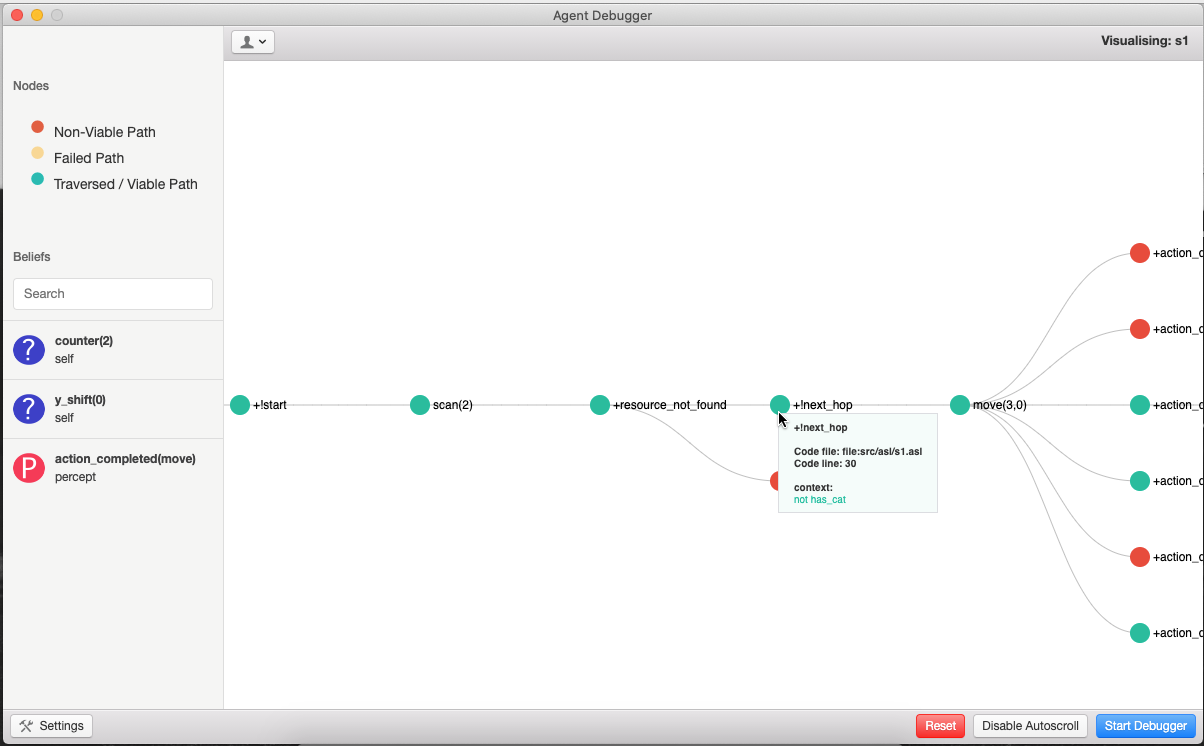 Agent Debugger
Visualising: s1
Nodes
Non-Viable Path
Failed Path
Traversed / Viable Path
Beliefs
Search
? counter(2)
self
? y_shift(0)
self
P action_completed(move)
percept
+action_c
+action_c
+!start scan(2) +resource_not_found +!next_hop move(3,0) +action_c
+!next_hop
Code file: file:src/asl/s1.asl
Code line: 30
context:
not has_cat
+action_c
+action_c
+action_c
Settings Reset Disable Autoscroll Start Debugger